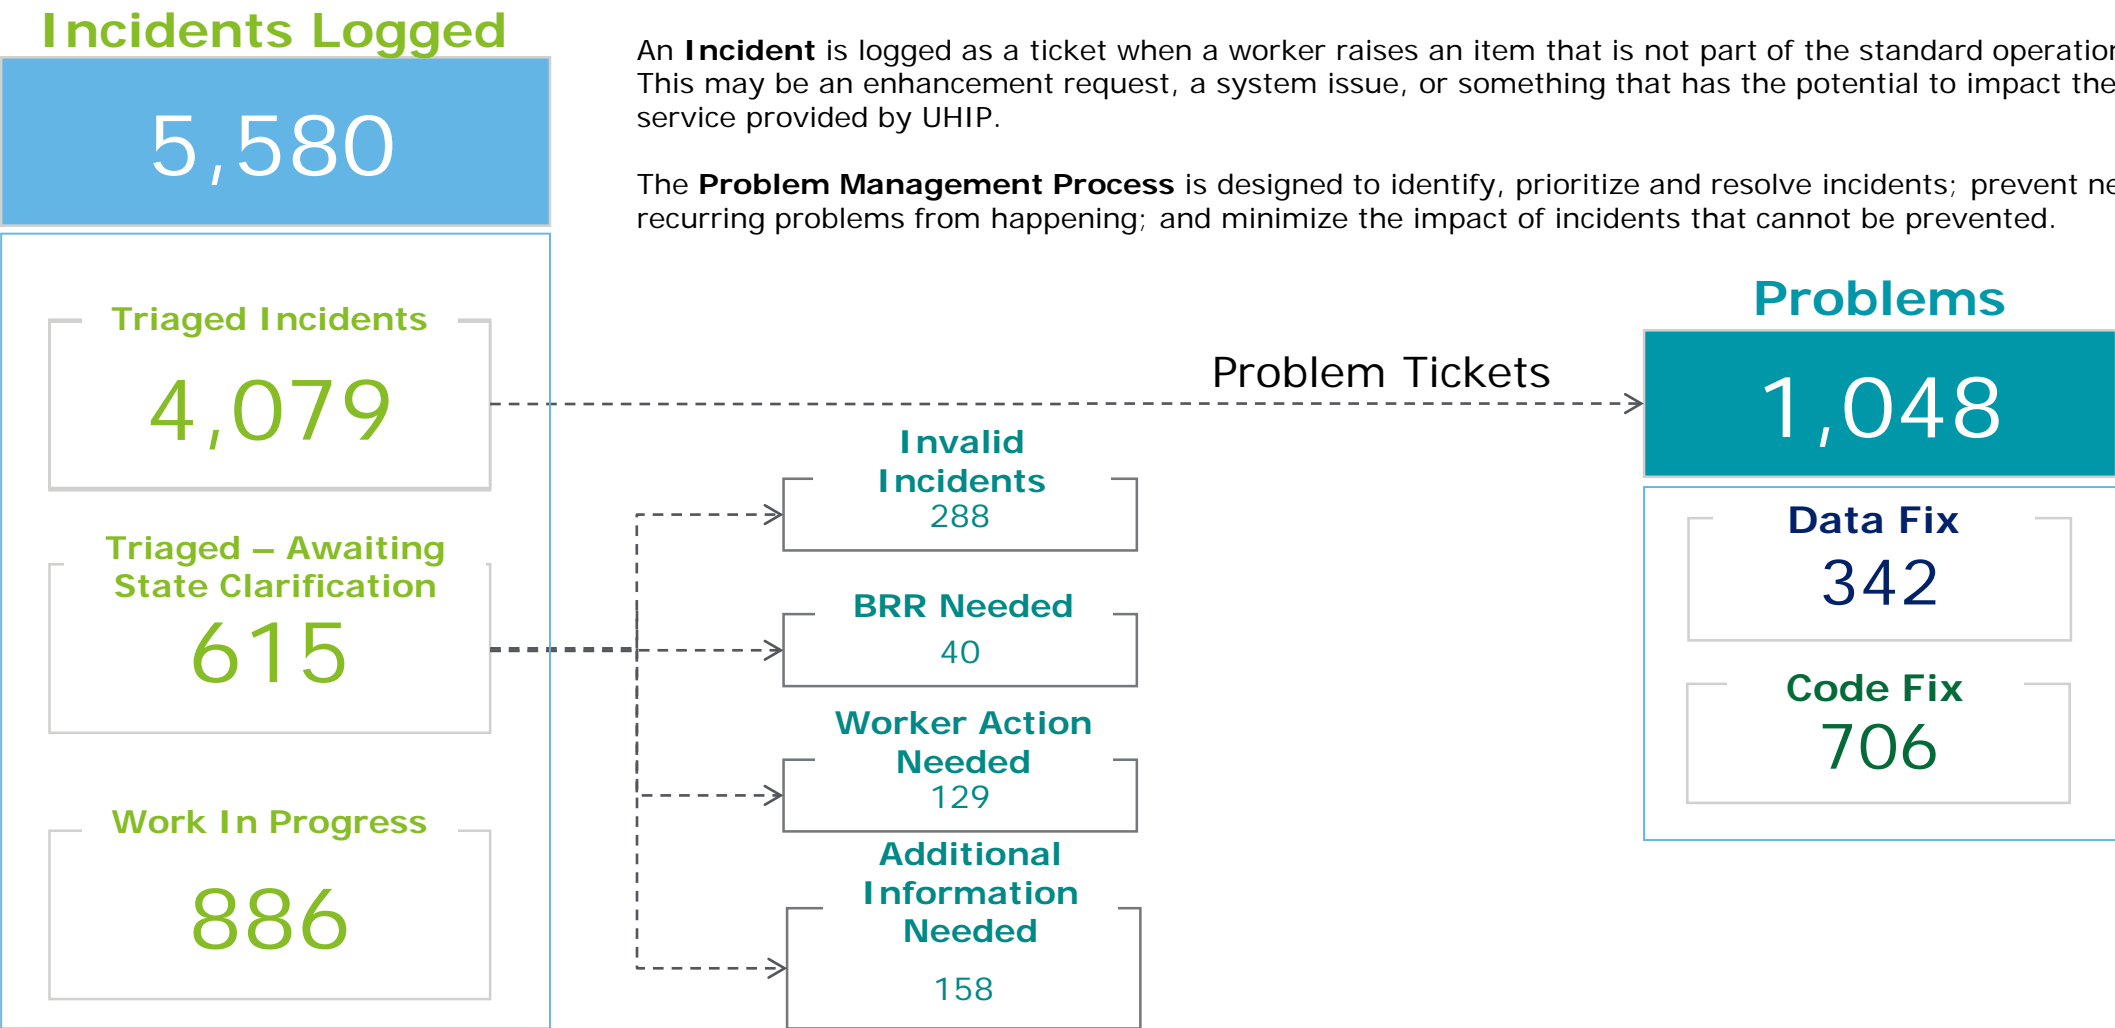 Incidents Logged
5,580
An Incident is logged as a ticket when a worker raises an item that is not part of the standard operation
This may be an enhancement request, a system issue, or something that has the potential to impact the
service provided by UHIP.
The Problem Management Process is designed to identify, prioritize and resolve incidents; prevent
recurring problems from happening; and minimize the impact of incidents that cannot be prevented.
Triaged Incidents
4,079
Triaged – Awaiting
State Clarification
615
Work In Progress
886
Invalid
Incidents
288
BRR Needed
40
Worker Action
Needed
129
Additional
Information
Needed
158
Problem Tickets
Problems
1,048
Data Fix
342
Code Fix
706